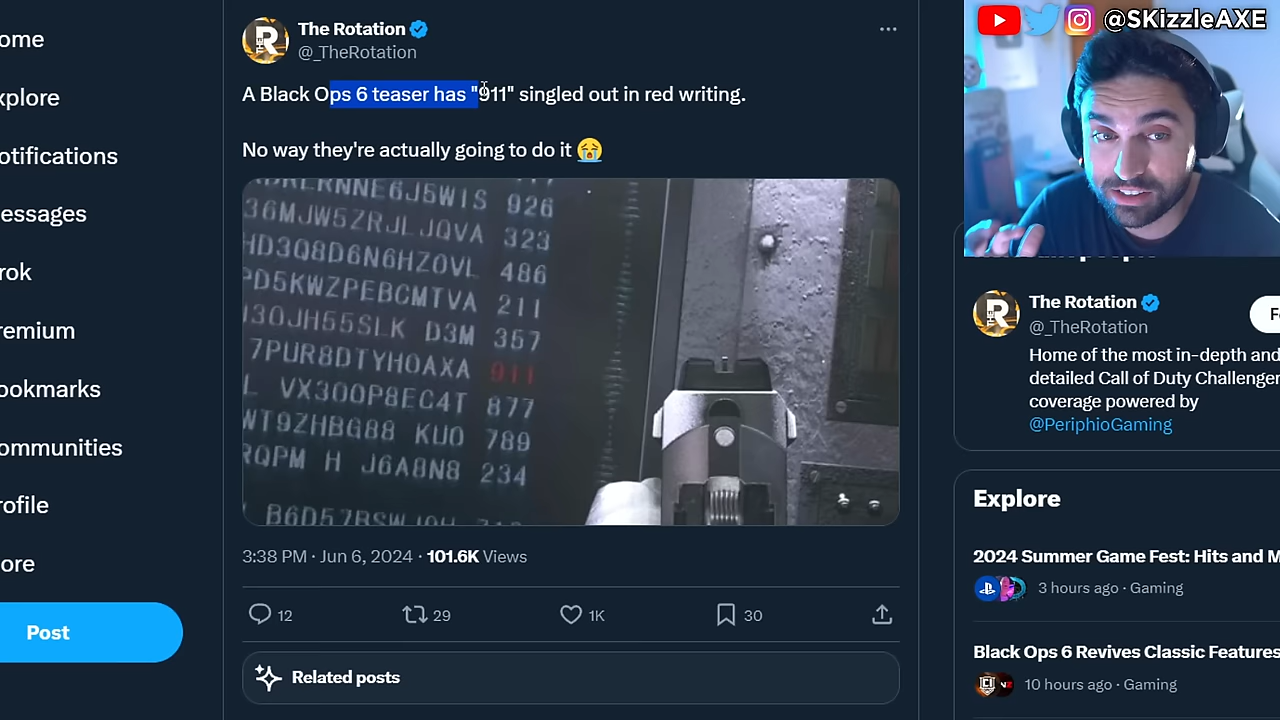 @SKizzleAXE
ome
xplore
otifications
essages
rok
remium
ookmarks
ommunities
rofile
ore
Post
The Rotation
@_TheRotation
A Black Ops 6 teaser has "911" singled out in red writing.
No way they're actually going to do it 😭
926
36MJW5ZRJLJQVA 323
HD3Q8D6N6HZOVL 486
PD5KWZPEBCMTVA 211
30JH55SLK D3M 357
7PUR8DTYHOAXA 911
VX300P8EC4T 877
WT9ZHBG88 KUO 789
RQPM H J6A8N8 234
3:38 PM · Jun 6, 2024 · 101.6K Views
12
29
1K
30
Related posts
The Rotation
@_TheRotation
Home of the most in-depth and
detailed Call of Duty Challenger
coverage powered by
@PeriphioGaming
Explore
2024 Summer Game Fest: Hits and M
3 hours ago · Gaming
Black Ops 6 Revives Classic Features
10 hours ago · Gaming